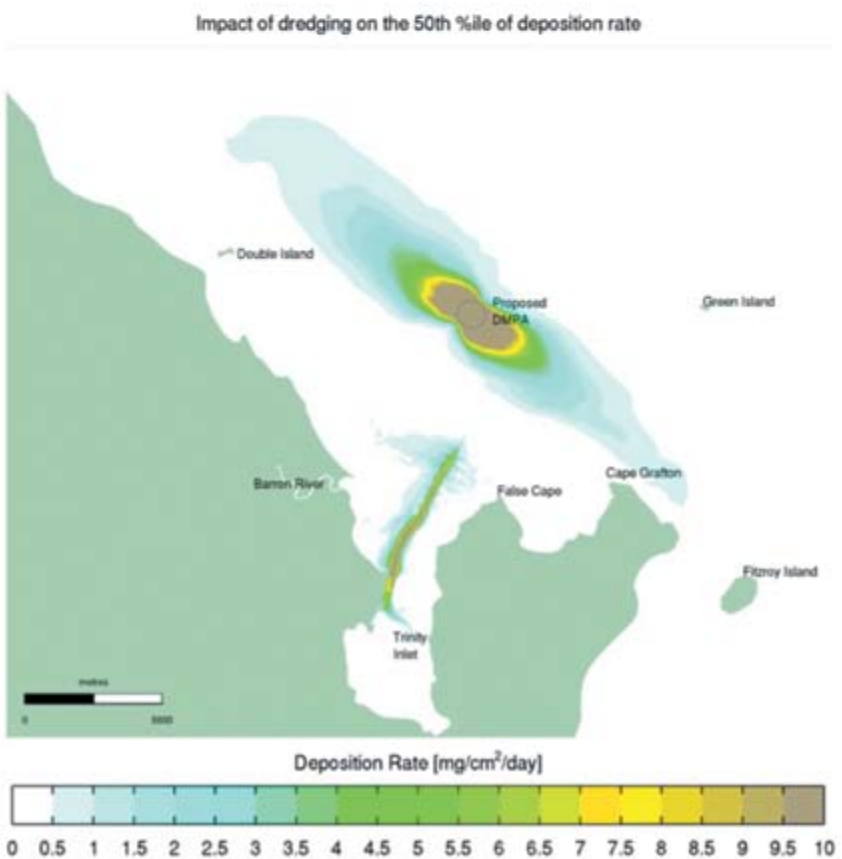 Impact of dredging on the 50th %ile of deposition rate
Double Island
Proposed
DMPA
Green Island
Barron River
False Cape
Cape Grafton
Fitzroy Island
Trinity
Inlet
metres
0 5000
Deposition Rate [mg/cm²/day]
0 0.5 1 1.5 2 2.5 3 3.5 4 4.5 5 5.5 6 6.5 7 7.5 8 8.5 9 9.5 10